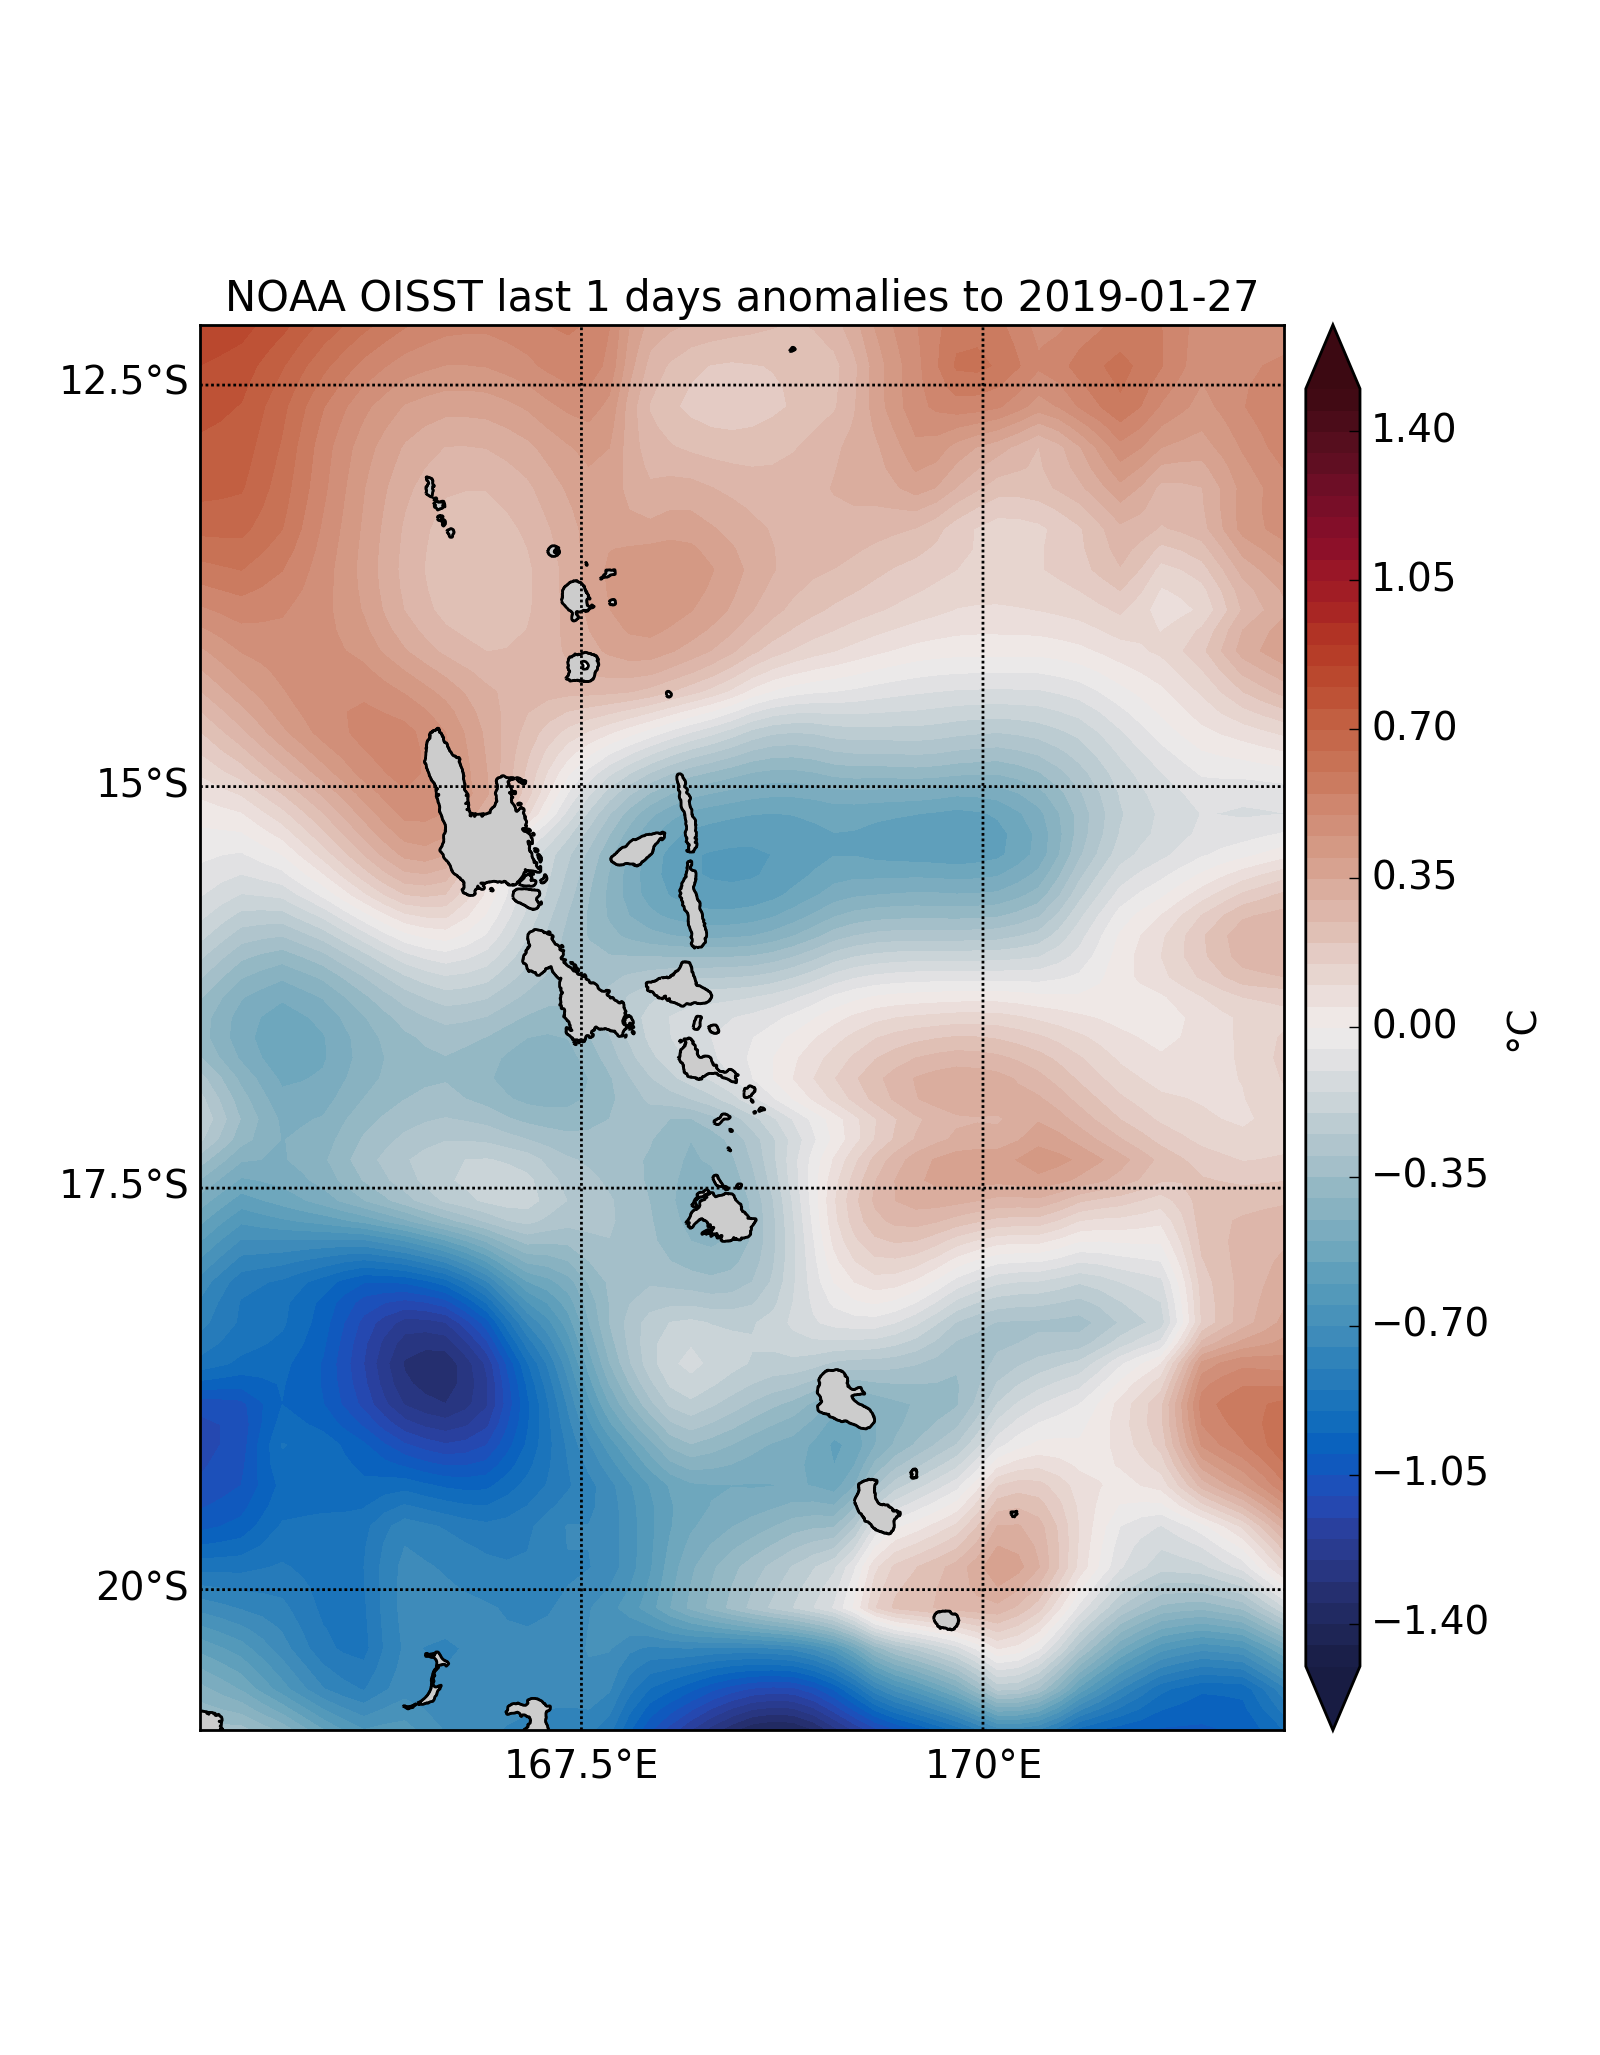 NOAA OISST last 1 days anomalies to 2019-01-27
12.5°S
15°S
17.5°S
20°S
167.5°E
170°E
1.40
1.05
0.70
0.35
0.00
−0.35
−0.70
−1.05
−1.40
°C